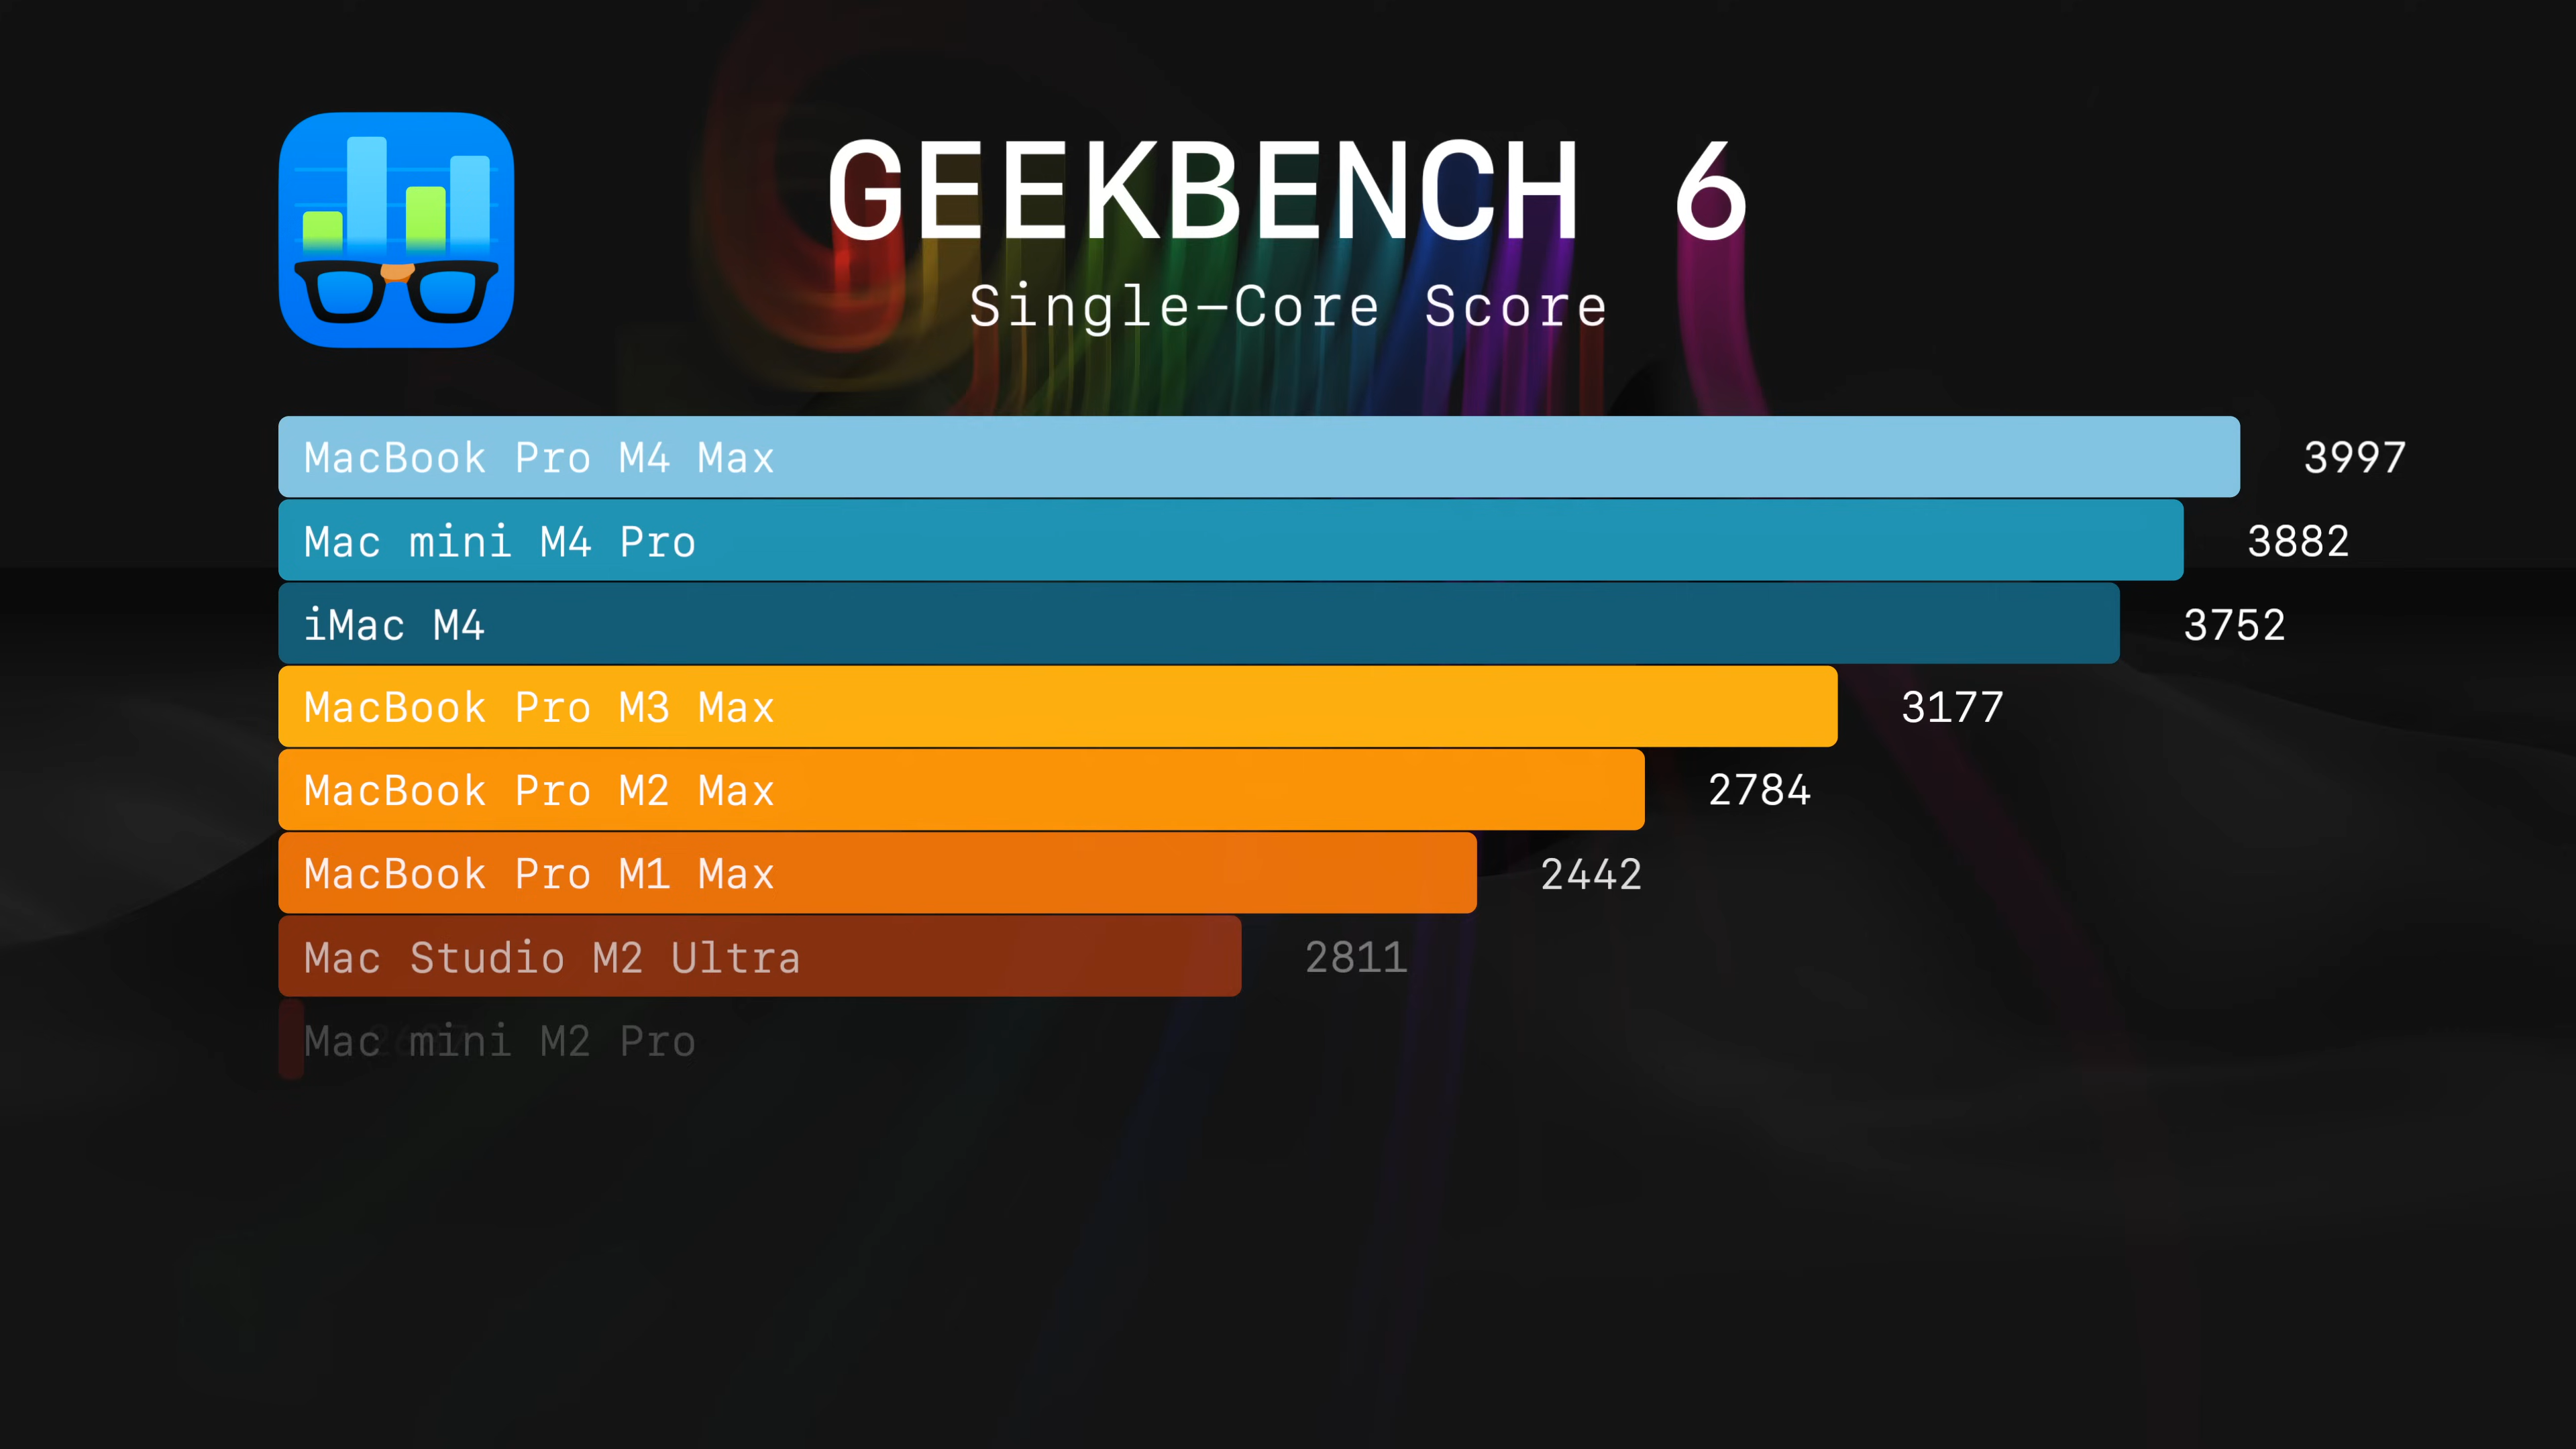 GEEKBENCH 6
Single-Core Score
MacBook Pro M4 Max 3997
Mac mini M4 Pro 3882
iMac M4 3752
MacBook Pro M3 Max 3177
MacBook Pro M2 Max 2784
MacBook Pro M1 Max 2442
Mac Studio M2 Ultra 2811
Mac mini M2 Pro